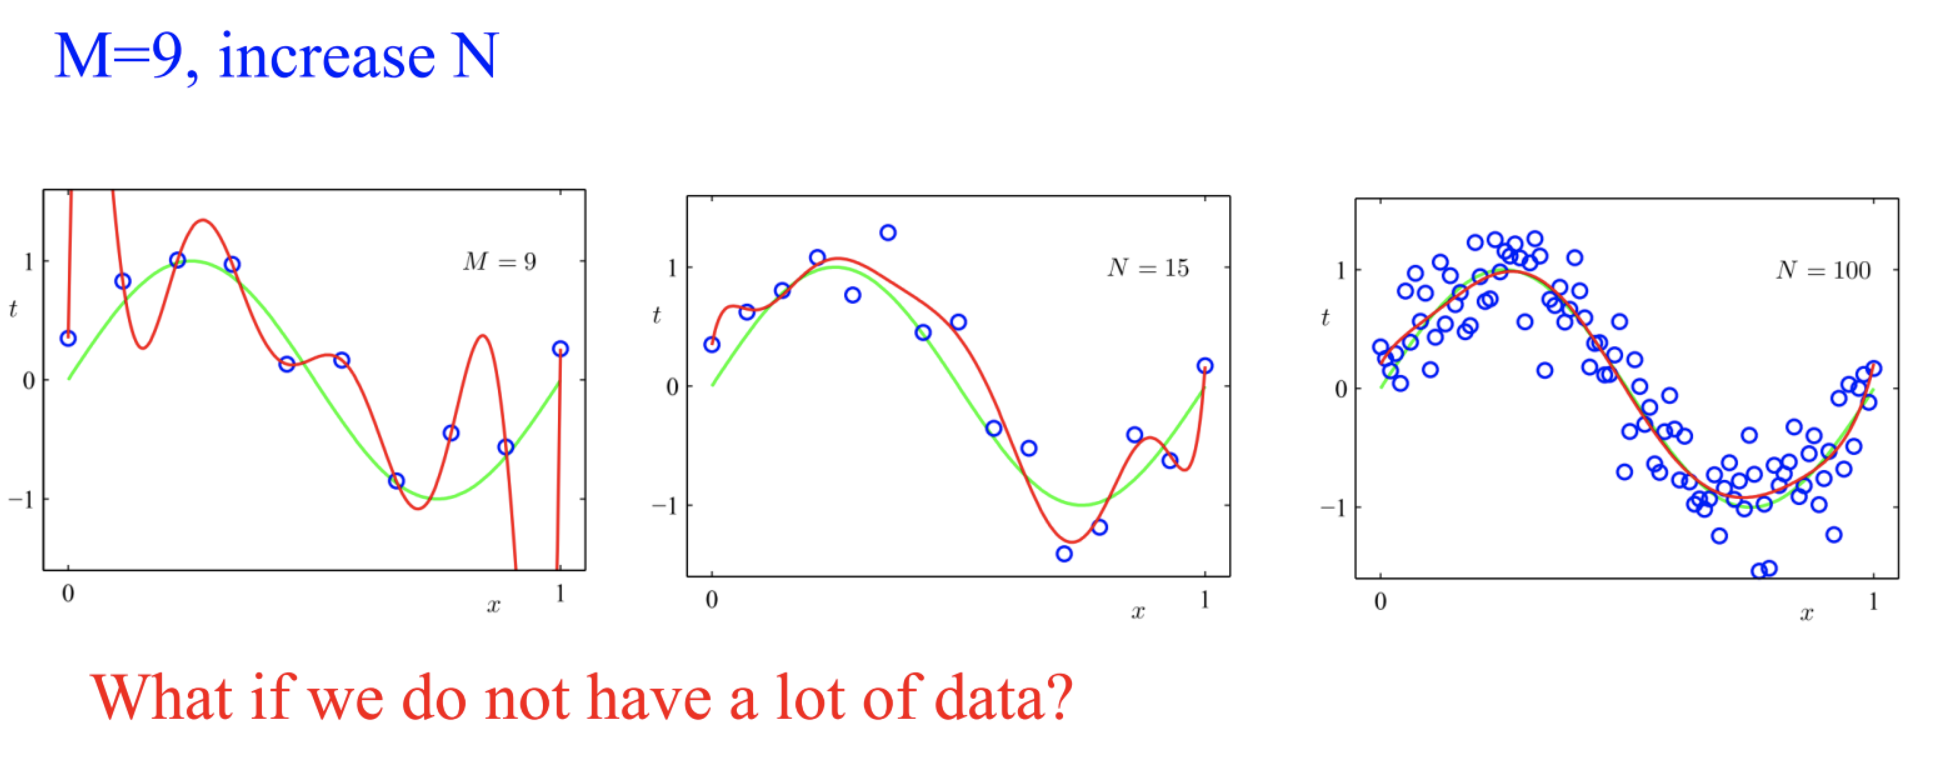 M=9, increase N
M = 9
1
t
0
−1
0
x
1
N = 15
1
t
0
−1
0
x
1
N = 100
1
t
0
−1
0
x
1
What if we do not have a lot of data?